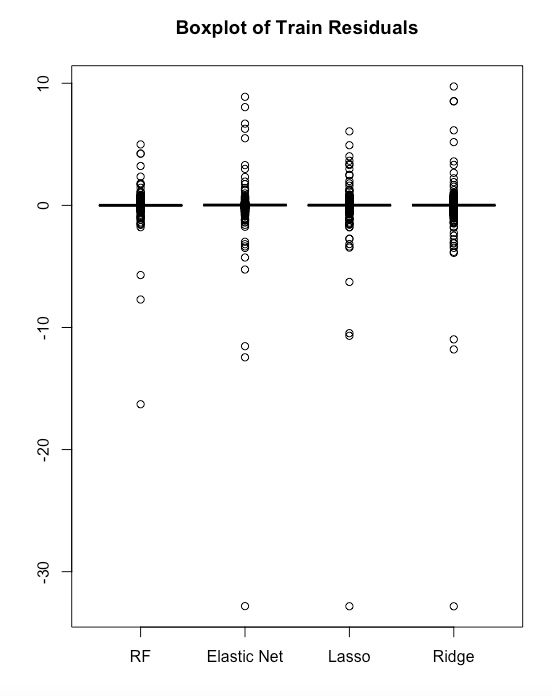 Boxplot of Train Residuals
10
0
-10
-20
-30
RF Elastic Net Lasso Ridge